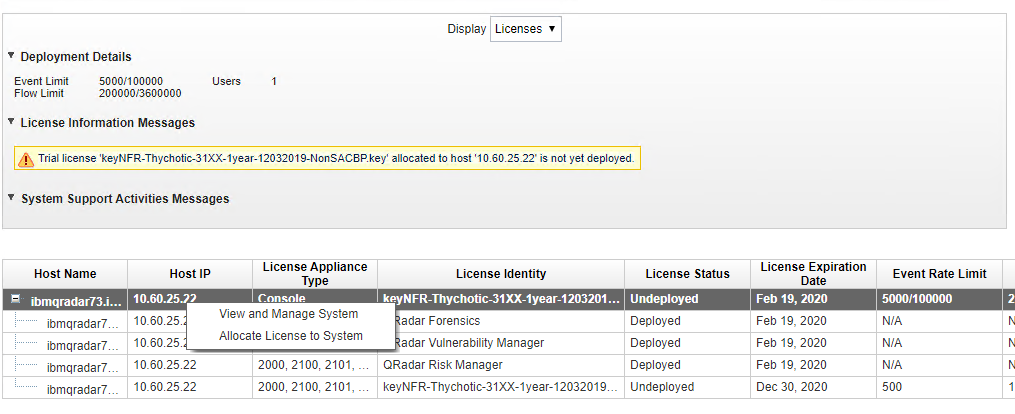 Display Licenses ▼
Deployment Details
Event Limit 5000/100000 Users 1
Flow Limit 200000/3600000
License Information Messages
Trial license 'keyNFR-Thychotic-31XX-1year-12032019-NonSACBP.key' allocated to host '10.60.25.22' is not yet deployed.
System Support Activities Messages
Host Name Host IP License Appliance Type License Identity License Status License Expiration Date Event Rate Limit
ibmqradar73.i... 10.60.25.22 Console keyNFR-Thychotic-31XX-1year-1203201... Undeployed Feb 19, 2020 5000/100000 2
View and Manage System
ibmqradar7... 10.60.25.2 Radar Forensics Deployed Feb 19, 2020 N/A N
Allocate License to System
ibmqradar7... 10.60.25.2 Radar Vulnerability Manager Deployed Feb 19, 2020 N/A N
ibmqradar7... 10.60.25.22 2000, 2100, 2101, ... QRadar Risk Manager Deployed Feb 19, 2020 N/A N
ibmqradar7... 10.60.25.22 2000, 2100, 2101, ... keyNFR-Thychotic-31XX-1year-12032019... Undeployed Dec 30, 2020 500 1